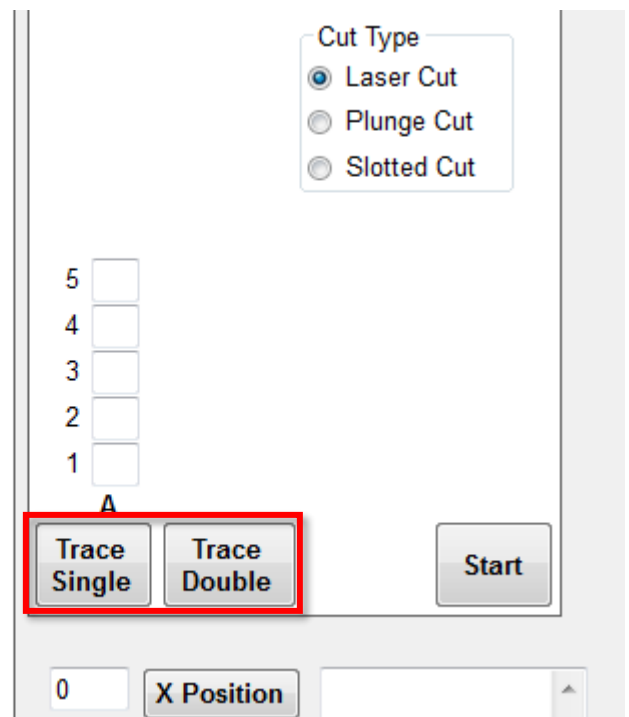 Cut Type
Laser Cut
Plunge Cut
Slotted Cut
5
4
3
2
1
A
Trace Single
Trace Double
Start
0
X Position